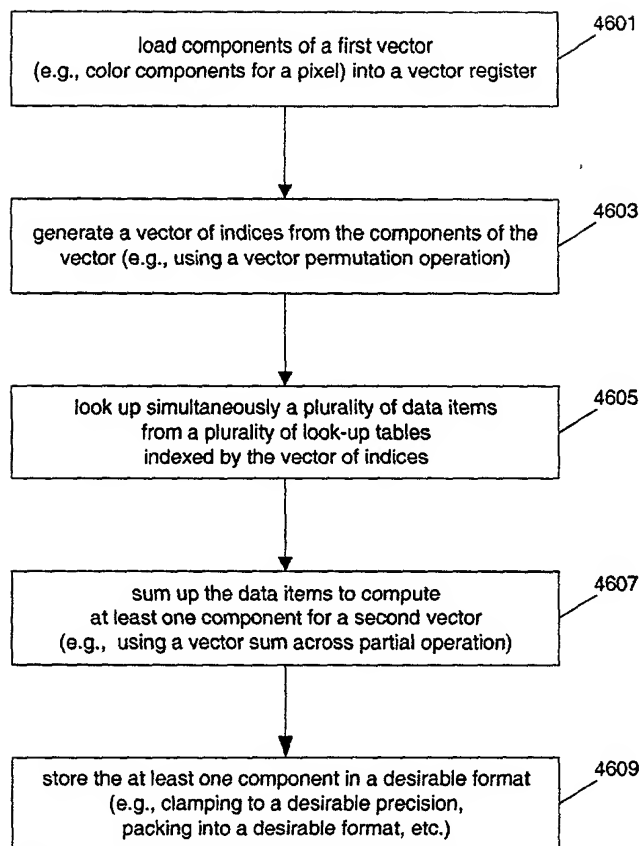 load components of a first vector
(e.g., color components for a pixel) into a vector register
4601
generate a vector of indices from the components of the
vector (e.g., using a vector permutation operation)
4603
look up simultaneously a plurality of data items
from a plurality of look-up tables
indexed by the vector of indices
4605
sum up the data items to compute
at least one component for a second vector
(e.g., using a vector sum across partial operation)
4607
store the at least one component in a desirable format
(e.g., clamping to a desirable precision,
packing into a desirable format, etc.)
4609